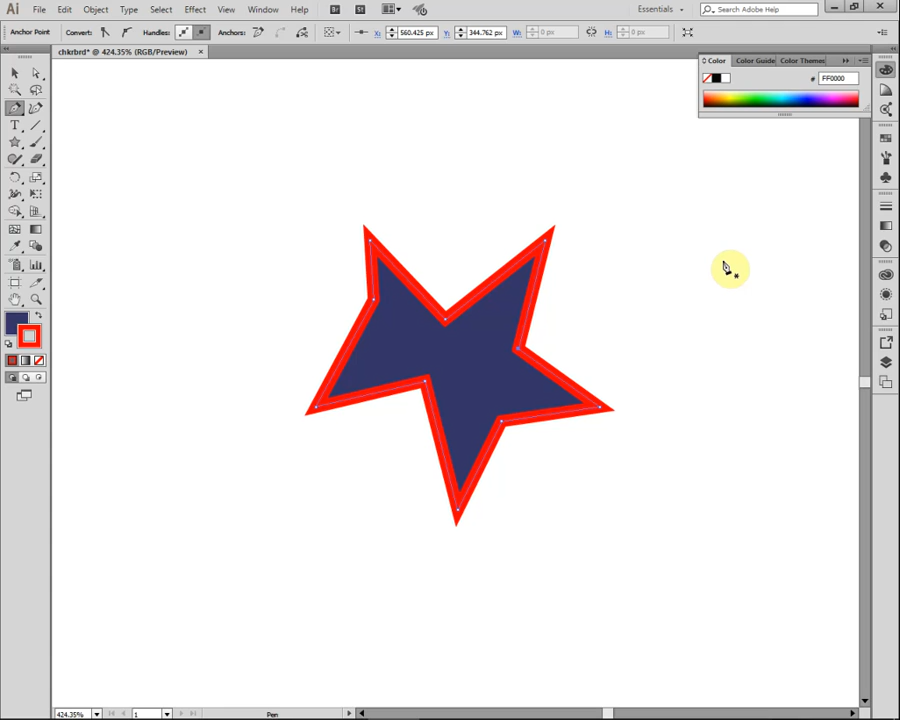 Ai File Edit Object Type Select Effect View Window Help Br St Essentials Search Adobe Help
Anchor Point Convert: Handles: Anchors: X: 560.425 px Y: 344.762 px W: 0 px H: 0 px
chkrbrd* @ 424.35% (RGB/Preview) ×
Color Color Guide Color Themes
# FF0000
T
424.35% 1 Pen